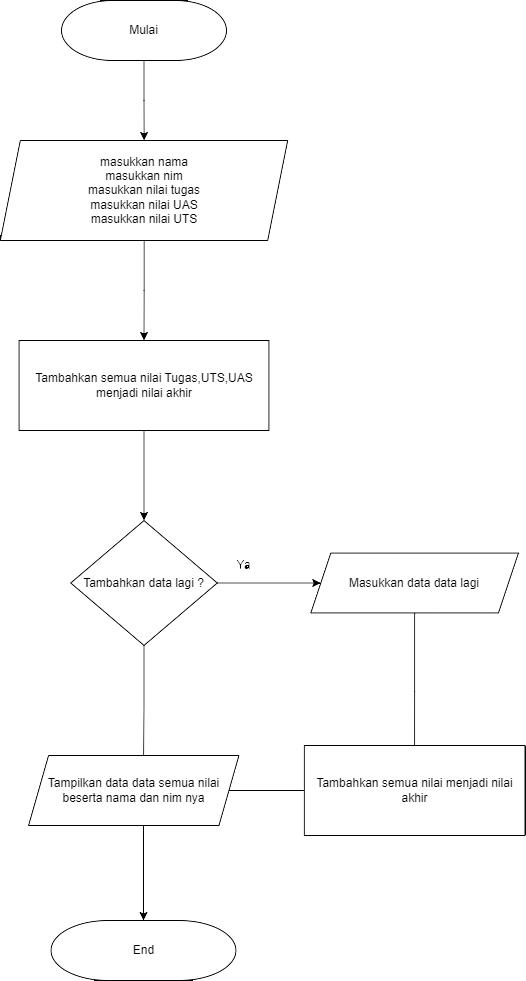 Mulai
masukkan nama
masukkan nim
masukkan nilai tugas
masukkan nilai UAS
masukkan nilai UTS
Tambahkan semua nilai Tugas,UTS,UAS
menjadi nilai akhir
Tambahkan data lagi ?
Ya
Masukkan data data lagi
Tampilkan data data semua nilai
beserta nama dan nim nya
Tambahkan semua nilai menjadi nilai
akhir
End